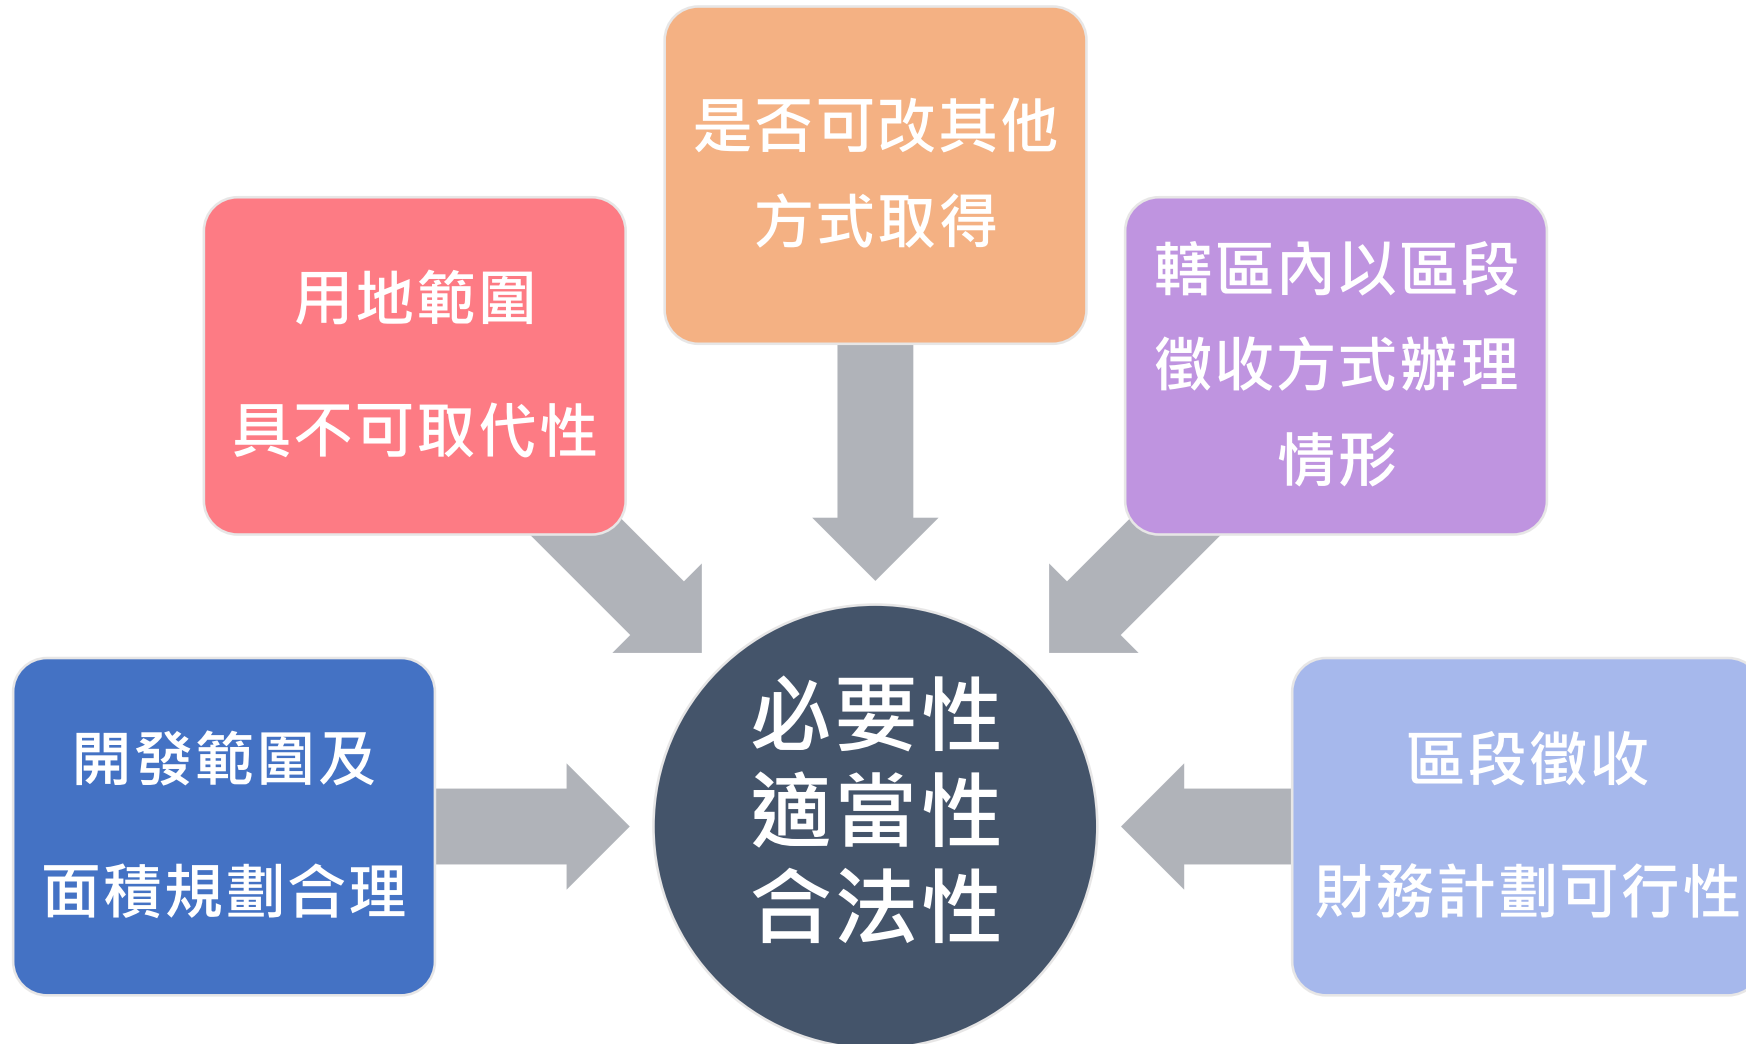 是否可改其他
方式取得
用地範圍
具不可取代性
轄區內以區段
徵收方式辦理
情形
開發範圍及
面積規劃合理
必要性
適當性
合法性
區段徵收
財務計劃可行性